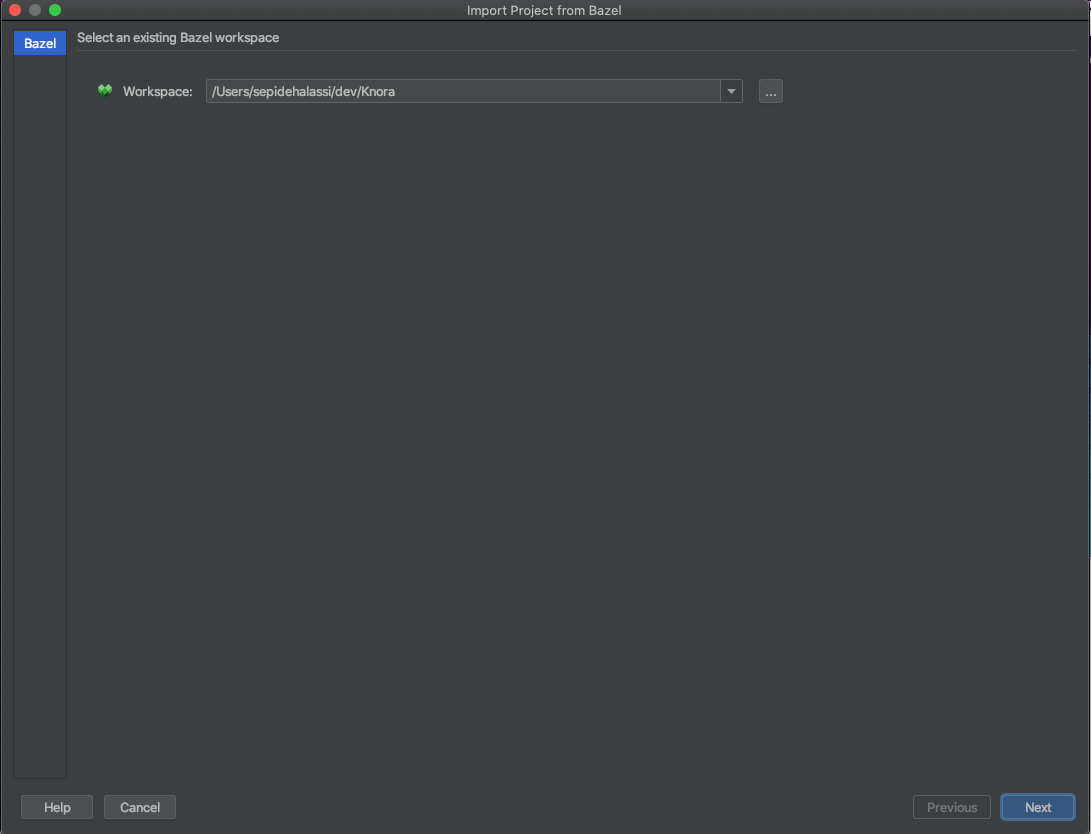 Import Project from Bazel
Bazel
Select an existing Bazel workspace
Workspace: /Users/sepidehalassi/dev/Knora ...
Help Cancel Previous Next